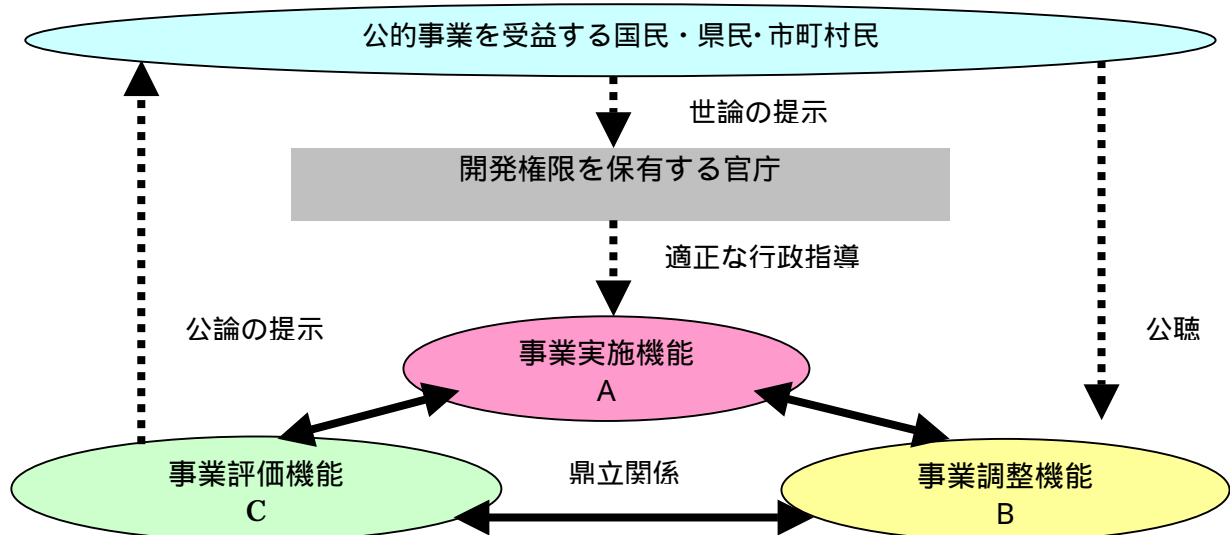 公的事業を受益する国民・県民・市町村民
世論の提示
開発権限を保有する官庁
適正な行政指導
公論の提示
公聴
事業実施機能
A
事業評価機能
C
鼎立関係
事業調整機能
B